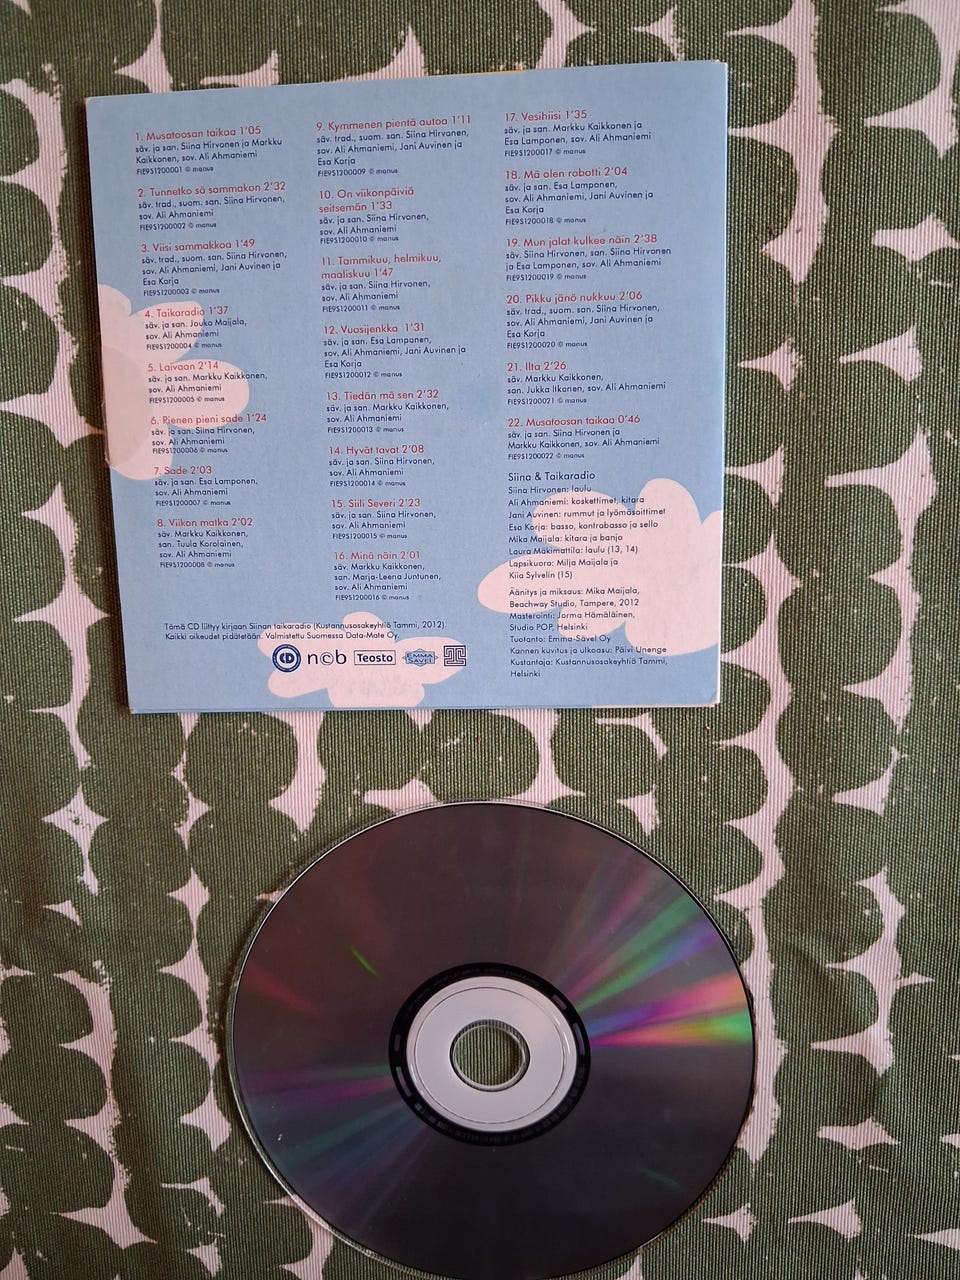 1. Musatoosan taikaa 1'05
säv. ja san. Siina Hirvonen ja Markku
Kaikkonen, sov. Ali Ahmaniemi
FIE9S1200001 © manus
2. Tunnetko sä sammakon 2'32
säv. trad., suom. san. Siina Hirvonen,
sov. Ali Ahmaniemi
FIE9S1200002 © manus
3. Viisi sammakkoa 1'49
säv. trad., suom. san. Siina Hirvonen,
sov. Ali Ahmaniemi, Jani Auvinen ja
Esa Korja
FIE9S1200003 © manus
4. Taikaradio 1'37
säv. ja san. Jouko Maijala,
sov. Ali Ahmaniemi
FIE9S1200004 © manus
5. Laivaan 2'14
säv. ja san. Markku Kaikkonen,
sov. Ali Ahmaniemi
FIE9S1200005 © manus
6. Pienen pieni sade 1'24
säv. ja san. Siina Hirvonen,
sov. Ali Ahmaniemi
FIE9S1200006 © manus
7. Sade 2'03
säv. ja san. Esa Lamponen,
sov. Ali Ahmaniemi
FIE9S1200007 © manus
8. Viikon matka 2'02
säv. Markku Kaikkonen,
san. Tuula Korolainen,
sov. Ali Ahmaniemi
FIE9S1200008 © manus
9. Kymmenen pientä autoa 1'11
säv. trad., suom. san. Siina Hirvonen,
sov. Ali Ahmaniemi, Jani Auvinen ja
Esa Korja
FIE9S1200009 © manus
10. On viikonpäiviä
seitsemän 1'33
säv. ja san. Siina Hirvonen,
sov. Ali Ahmaniemi
FIE9S1200010 © manus
11. Tammikuu, helmikuu,
maaliskuu 1'47
säv. ja san. Siina Hirvonen,
sov. Ali Ahmaniemi
FIE9S1200011 © manus
12. Vuosijenkka 1'31
säv. ja san. Esa Lamponen,
sov. Ali Ahmaniemi, Jani Auvinen ja
Esa Korja
FIE9S1200012 © manus
13. Tiedän mä sen 2'32
säv. ja san. Markku Kaikkonen,
sov. Ali Ahmaniemi
FIE9S1200013 © manus
14. Hyvät tavat 2'08
säv. ja san. Siina Hirvonen,
sov. Ali Ahmaniemi
FIE9S1200014 © manus
15. Siili Severi 2'23
säv. ja san. Siina Hirvonen,
sov. Ali Ahmaniemi
FIE9S1200015 © manus
16. Minä näin 2'01
säv. Markku Kaikkonen,
san. Marja-Leena Juntunen,
sov. Ali Ahmaniemi
FIE9S1200016 © manus
17. Vesihiisi 1'35
säv. ja san. Markku Kaikkonen ja
Esa Lamponen, sov. Ali Ahmaniemi
FIE9S1200017 © manus
18. Mä olen robotti 2'04
säv. ja san. Esa Lamponen,
sov. Ali Ahmaniemi, Jani Auvinen ja
Esa Korja
FIE9S1200018 © manus
19. Mun jalat kulkee näin 2'38
säv. Siina Hirvonen, san. Siina Hirvonen
ja Esa Lamponen, sov. Ali Ahmaniemi
FIE9S1200019 © manus
20. Pikku jänö nukkuu 2'06
säv. trad., suom. san. Siina Hirvonen,
sov. Ali Ahmaniemi, Jani Auvinen ja
Esa Korja
FIE9S1200020 © manus
21. Ilta 2'26
säv. Markku Kaikkonen,
san. Jukka Itkonen, sov. Ali Ahmaniemi
FIE9S1200021 © manus
22. Musatoosan taikaa 0'46
säv. ja san. Siina Hirvonen ja
Markku Kaikkonen, sov. Ali Ahmaniemi
FIE9S1200022 © manus
Siina & Taikaradio
Siina Hirvonen: laulu
Ali Ahmaniemi: koskettimet, kitara
Jani Auvinen: rummut ja lyömäsoittimet
Esa Korja: basso, kontrabasso ja sello
Mika Maijala: kitara ja banjo
Laura Mäkimattila: laulu (13, 14)
Lapsikuoro: Milja Maijala ja
Kiia Sylvelin (15)
Äänitys ja miksaus: Mika Maijala,
Beachway Studio, Tampere, 2012
Masterointi: Jorma Hämäläinen,
Studio POP, Helsinki
Tuotanto: Emma-Sävel Oy
Kannen kuvitus ja ulkoasu: Päivi Unenge
Kustantaja: Kustannusosakeyhtiö Tammi,
Helsinki
Tämä CD liittyy kirjaan Siinan taikaradio (Kustannusosakeyhtiö Tammi, 2012).
Kaikki oikeudet pidätetään. Valmistettu Suomessa Data-Mate Oy.
CD ncb Teosto EMMA SÄVEL